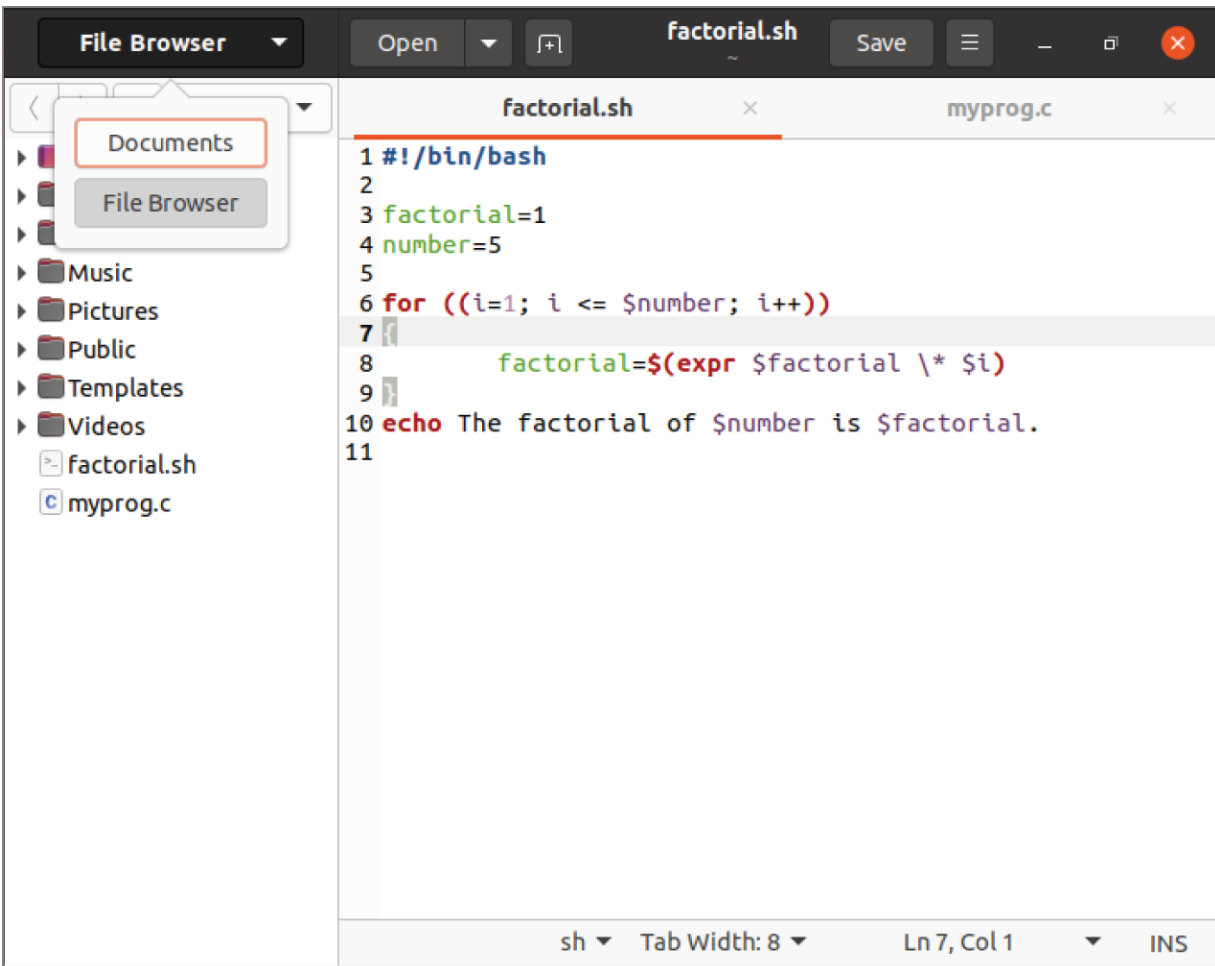 File Browser
Open
factorial.sh
~
Save
Documents
File Browser
Music
Pictures
Public
Templates
Videos
factorial.sh
myprog.c
factorial.sh
myprog.c
1 #!/bin/bash
2
3 factorial=1
4 number=5
5
6 for ((i=1; i <= $number; i++))
7 {
8 factorial=$(expr $factorial \* $i)
9 }
10 echo The factorial of $number is $factorial.
11
sh Tab Width: 8 Ln 7, Col 1 INS